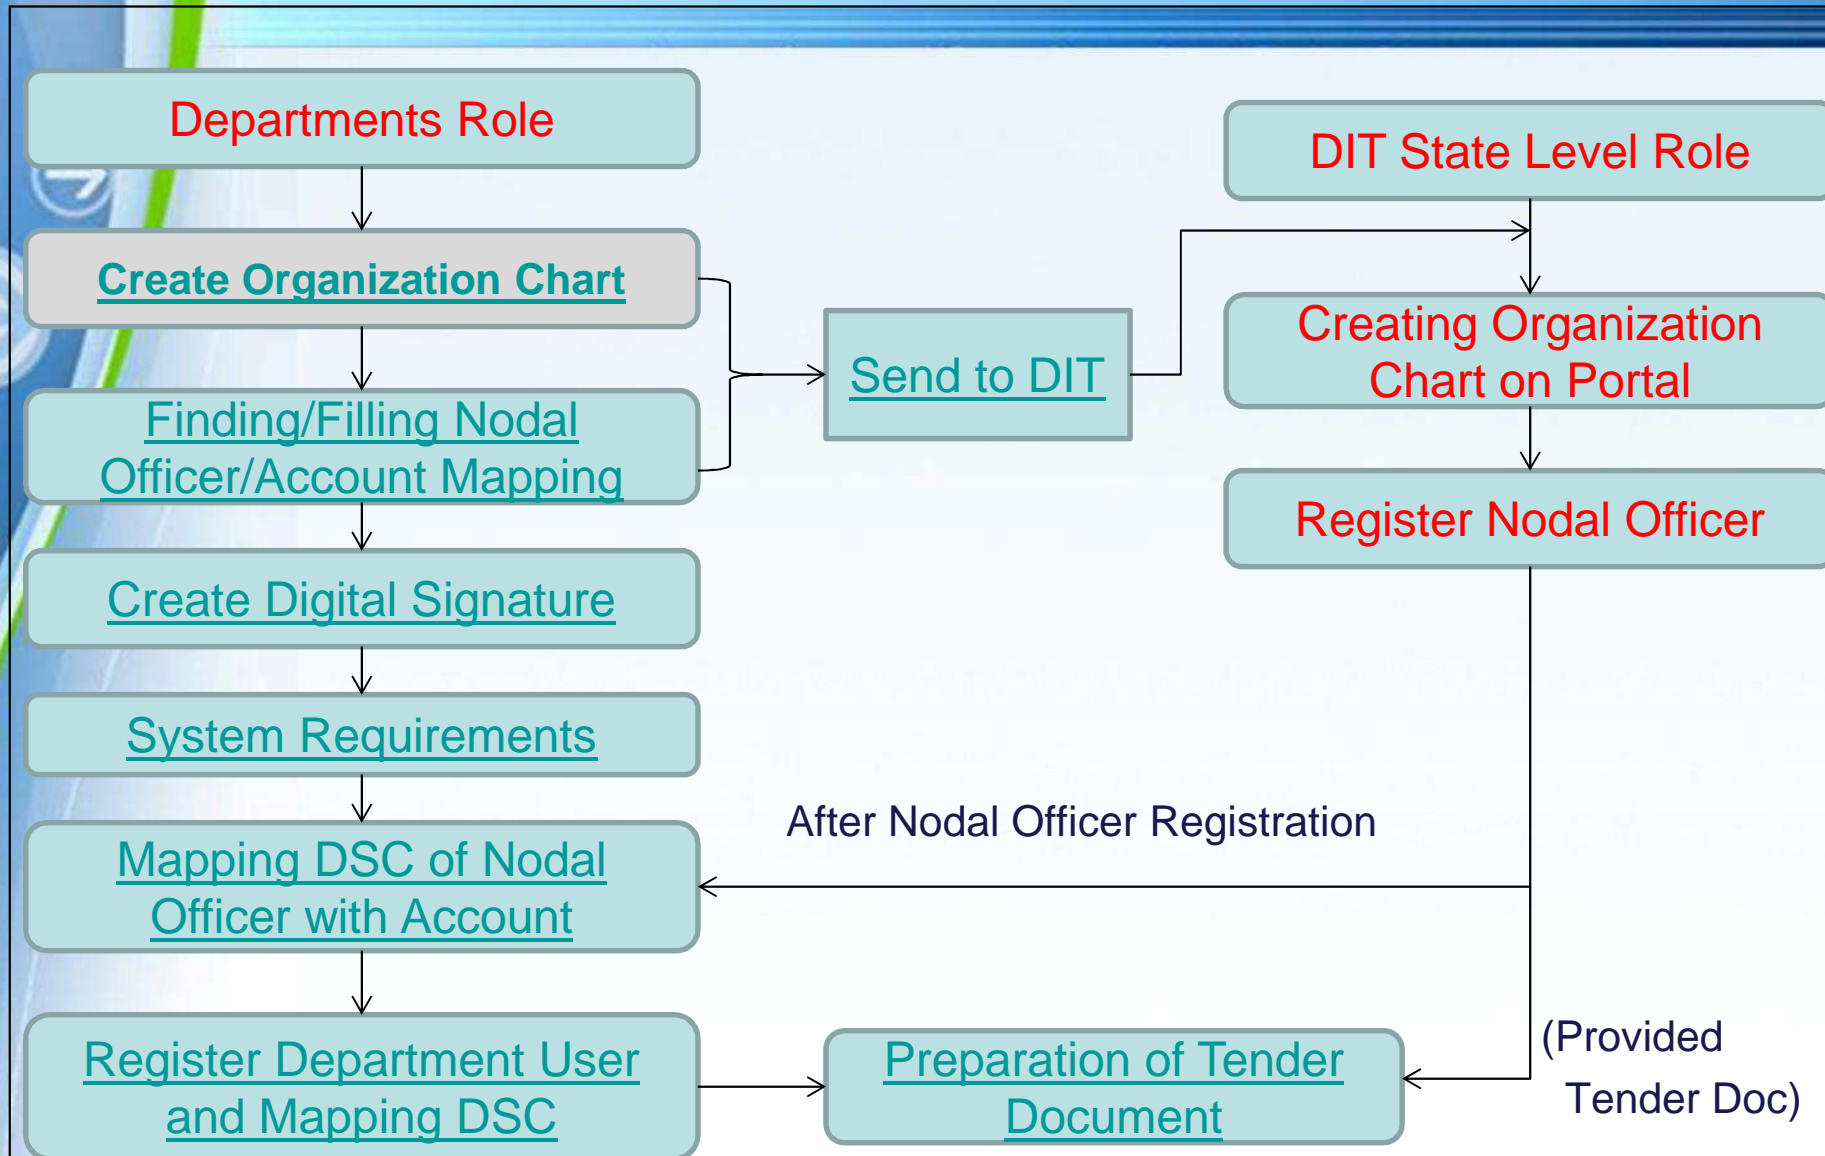 Departments Role
Create Organization Chart
Finding/Filling Nodal
Officer/Account Mapping
Create Digital Signature
System Requirements
Mapping DSC of Nodal
Officer with Account
Register Department User
and Mapping DSC
Send to DIT
DIT State Level Role
Creating Organization
Chart on Portal
Register Nodal Officer
After Nodal Officer Registration
(Provided
Tender Doc)
Preparation of Tender
Document